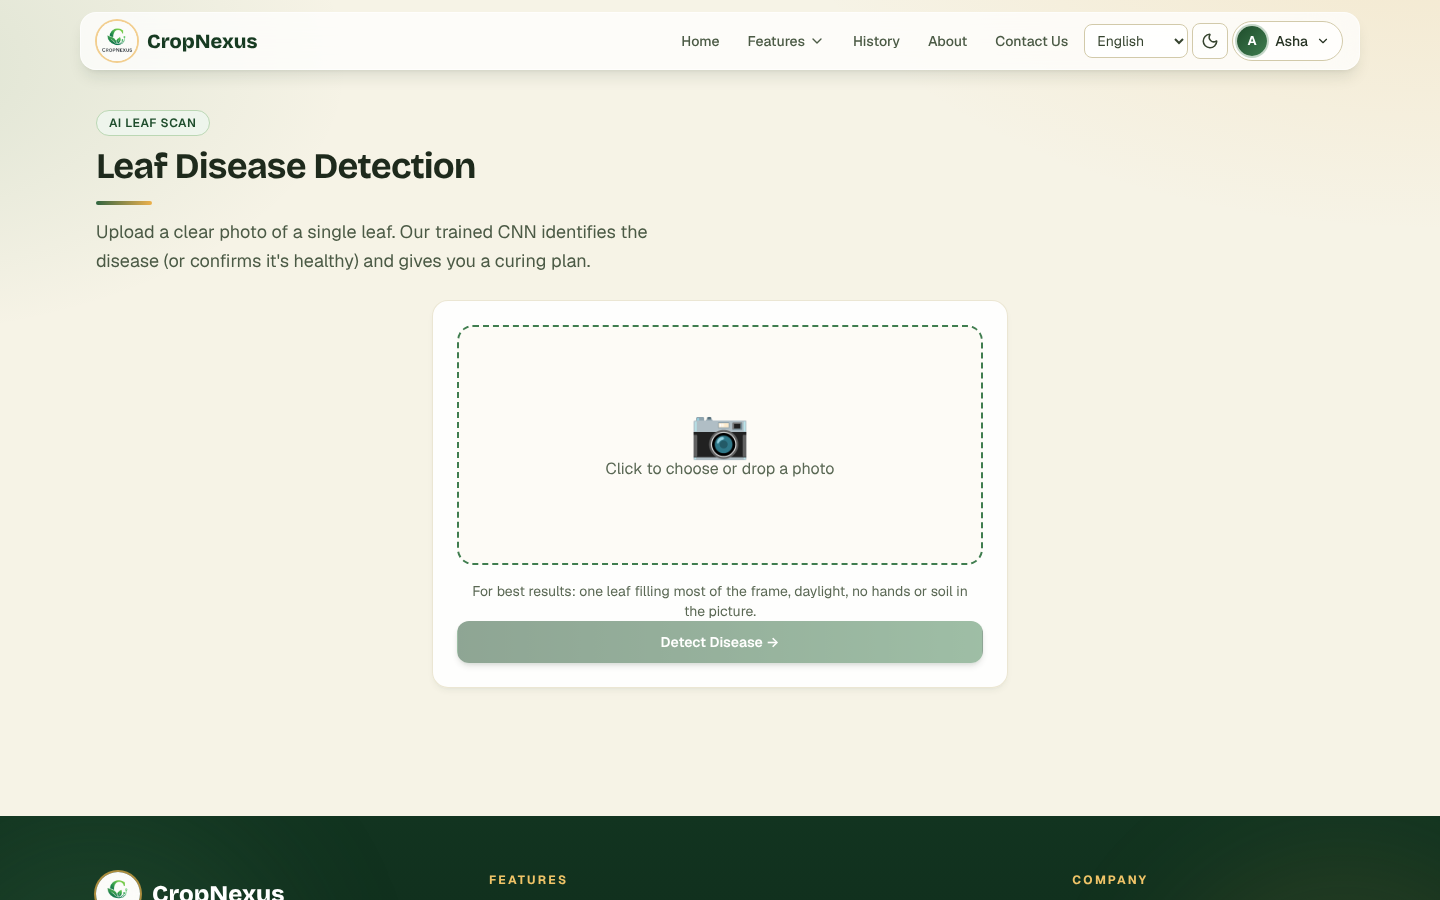 CROPNEXUS
CropNexus
Home
Features
History
About
Contact Us
English
A
Asha
AI LEAF SCAN
Leaf Disease Detection
Upload a clear photo of a single leaf. Our trained CNN identifies the
disease (or confirms it's healthy) and gives you a curing plan.
Click to choose or drop a photo
For best results: one leaf filling most of the frame, daylight, no hands or soil in
the picture.
Detect Disease →
CropNexus
FEATURES
COMPANY